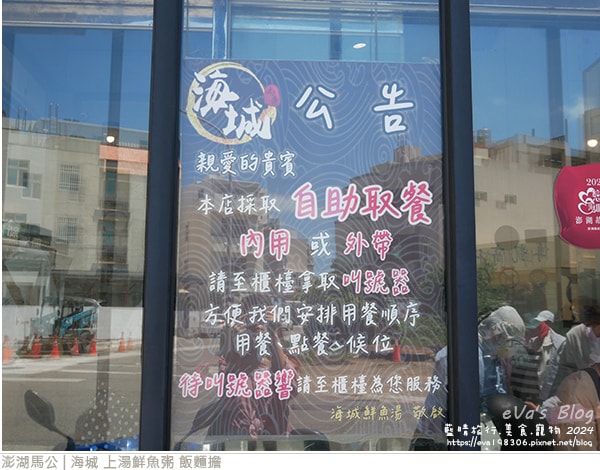 海城
公告
親愛的貴賓
本店採取 自助取餐
內用 或 外帶
請至櫃檯拿取叫號器
方便我們安排用餐順序
用餐、點餐、候位
待叫號器響請至櫃檯為您服務、
海城鮮魚湯 敬啟
202
澎湖
eVa's Blog
藍晴旅行.美食.寵物 2024
https://eva198306.pixnet.net/blog
澎湖馬公 | 海城 上湯鮮魚粥 飯麵擔